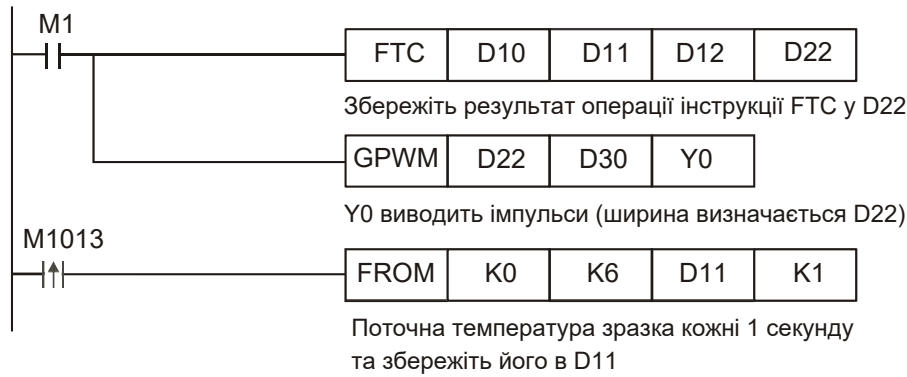 M1
FTC D10 D11 D12 D22
Збережіть результат операції інструкції FTC у D22
GPWM D22 D30 Y0
Y0 виводить імпульси (ширина визначається D22)
M1013
FROM K0 K6 D11 K1
Поточна температура зразка кожні 1 секунду
та збережіть його в D11